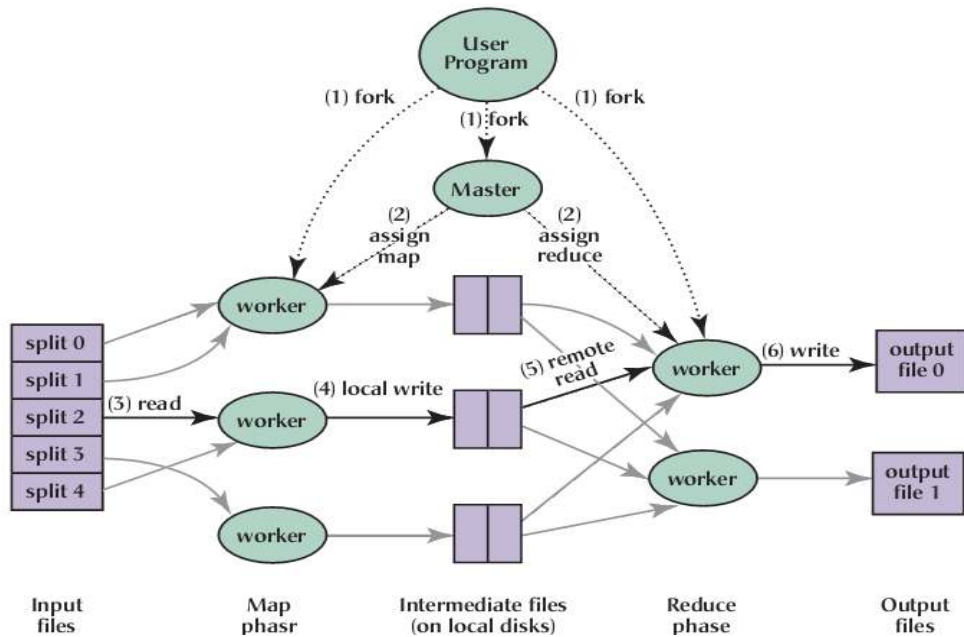 User
Program
(1) fork
(1) fork
(1) fork
Master
(2)
assign
map
(2)
assign
reduce
worker
split 0
split 1
split 2
split 3
split 4
(3) read
worker
(4) local write
(5) remote
read
worker
(6) write
output
file 0
worker
output
file 1
worker
Input
files
Map
phasr
Intermediate files
(on local disks)
Reduce
phase
Output
files